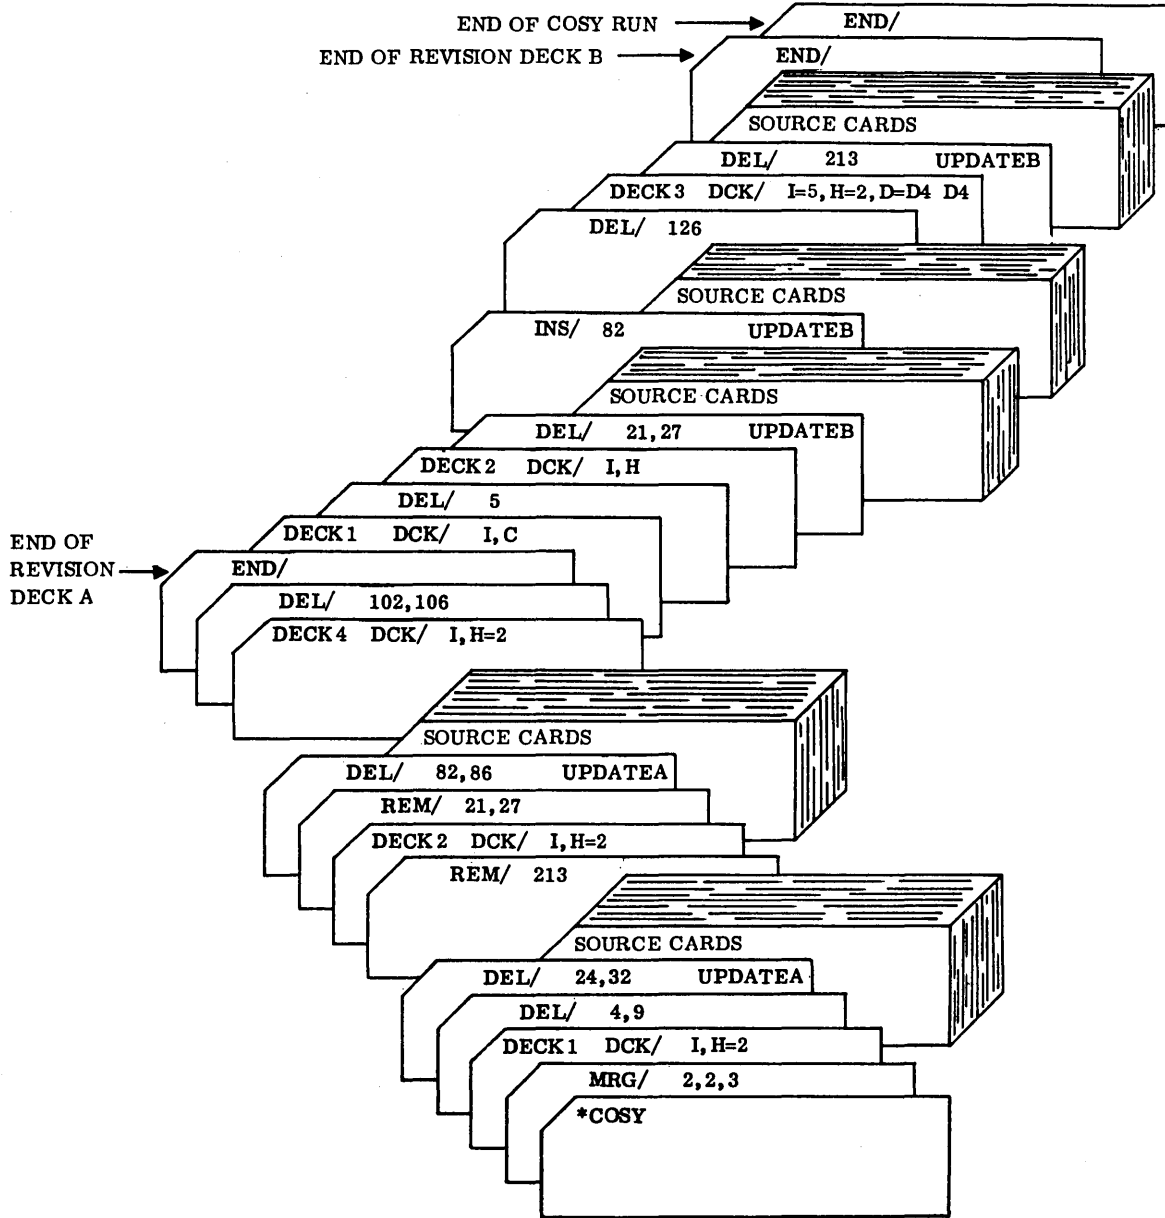 END OF COSY RUN
END/
END OF REVISION DECK B
END/
SOURCE CARDS
DEL/ 213 UPDATEB
DECK3 DCK/ I=5,H=2,D=D4 D4
DEL/ 126
SOURCE CARDS
INS/ 82 UPDATEB
SOURCE CARDS
DEL/ 21,27 UPDATEB
DECK2 DCK/ I,H
DEL/ 5
DECK1 DCK/ I,C
END OF
REVISION
DECK A
END/
DEL/ 102,106
DECK4 DCK/ I,H=2
SOURCE CARDS
DEL/ 82,86 UPDATEA
REM/ 21,27
DECK2 DCK/ I,H=2
REM/ 213
SOURCE CARDS
DEL/ 24,32 UPDATEA
DEL/ 4,9
DECK1 DCK/ I,H=2
MRG/ 2,2,3
*COSY